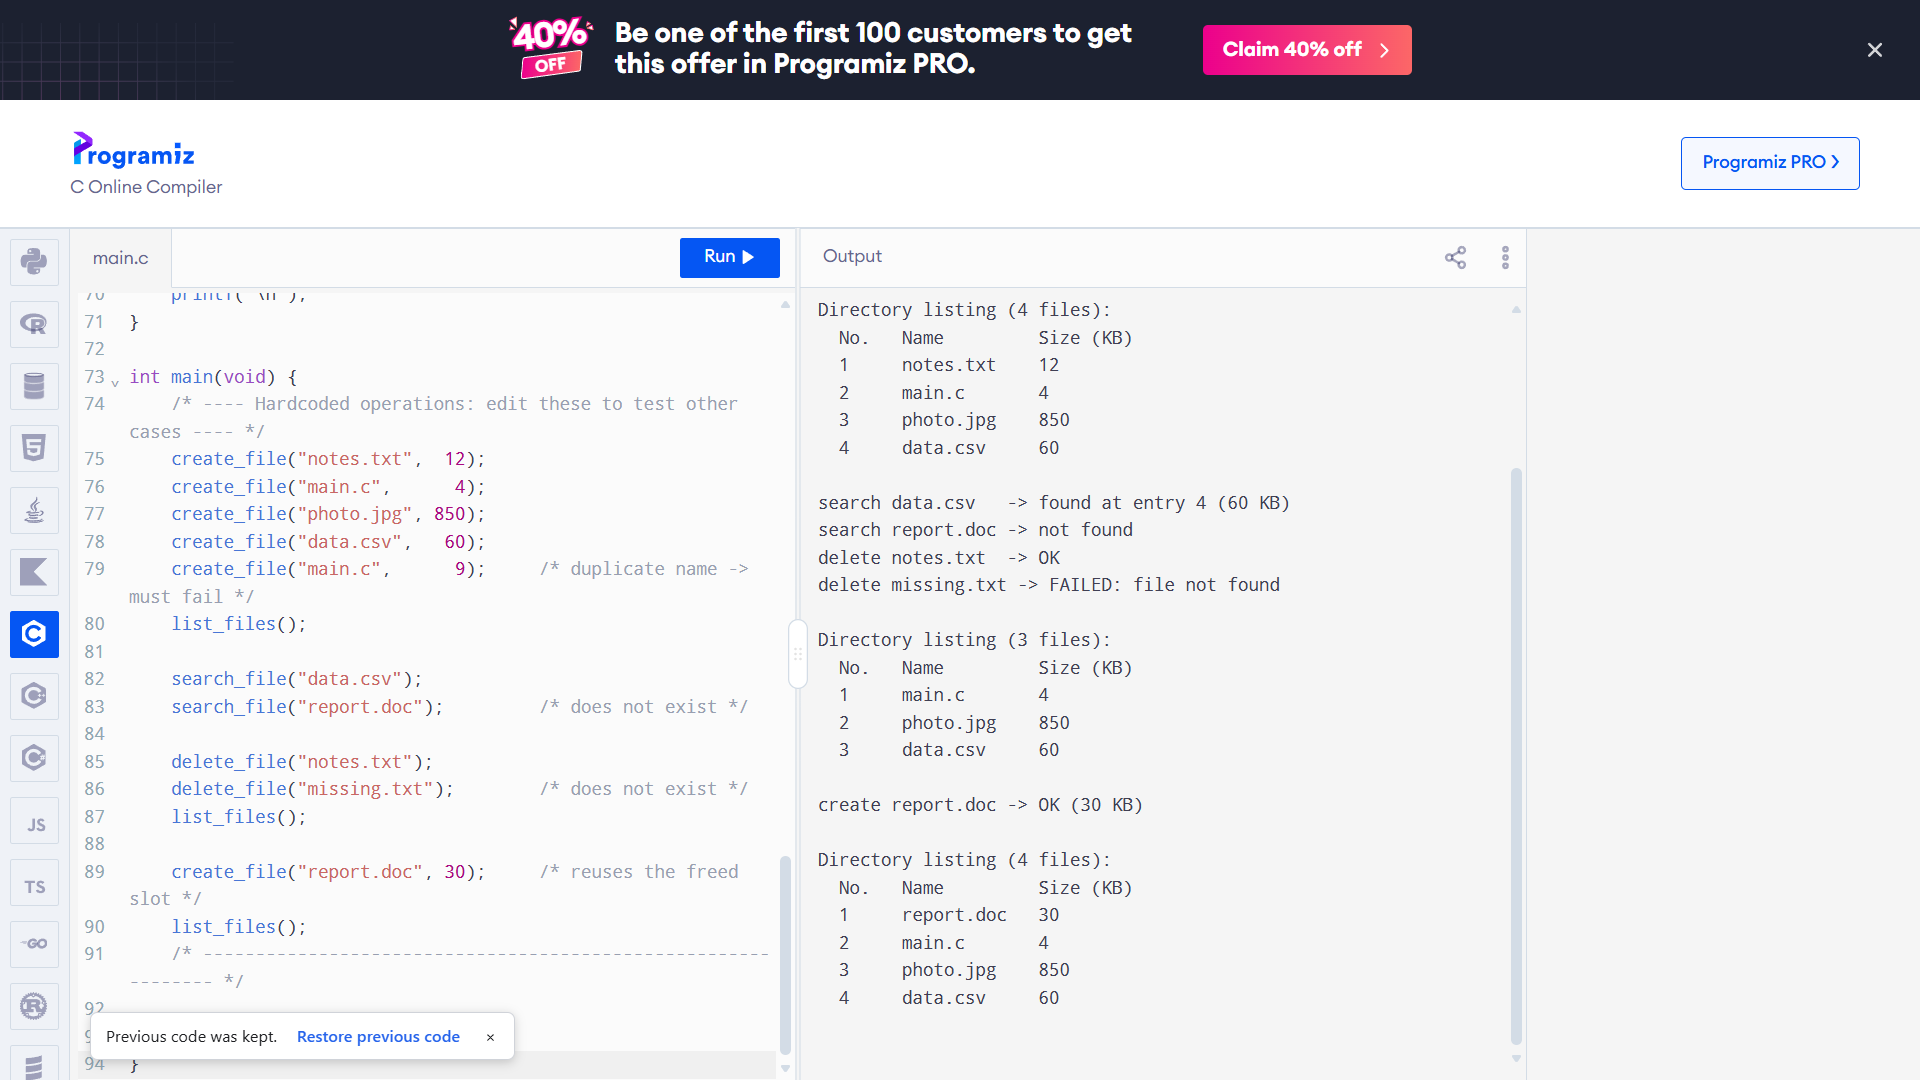 40%
OFF
Be one of the first 100 customers to get
this offer in Programiz PRO.
Claim 40% off
Programiz
C Online Compiler
Programiz PRO
main.c
Run
Output
70     printf("\n");
71 }
72
73 int main(void) {
74     /* ---- Hardcoded operations: edit these to test other
cases ---- */
75     create_file("notes.txt",  12);
76     create_file("main.c",      4);
77     create_file("photo.jpg", 850);
78     create_file("data.csv",   60);
79     create_file("main.c",      9);     /* duplicate name ->
must fail */
80     list_files();
81
82     search_file("data.csv");
83     search_file("report.doc");         /* does not exist */
84
85     delete_file("notes.txt");
86     delete_file("missing.txt");        /* does not exist */
87     list_files();
88
89     create_file("report.doc", 30);     /* reuses the freed
slot */
90     list_files();
91     /* ------------------------------------------------------
-------- */
92
94 }
Previous code was kept.  Restore previous code  ×
Directory listing (4 files):
  No.   Name         Size (KB)
  1     notes.txt    12
  2     main.c       4
  3     photo.jpg    850
  4     data.csv     60
search data.csv   -> found at entry 4 (60 KB)
search report.doc -> not found
delete notes.txt  -> OK
delete missing.txt -> FAILED: file not found
Directory listing (3 files):
  No.   Name         Size (KB)
  1     main.c       4
  2     photo.jpg    850
  3     data.csv     60
create report.doc -> OK (30 KB)
Directory listing (4 files):
  No.   Name         Size (KB)
  1     report.doc   30
  2     main.c       4
  3     photo.jpg    850
  4     data.csv     60
R
5
C
C
C
JS
TS
GO
R